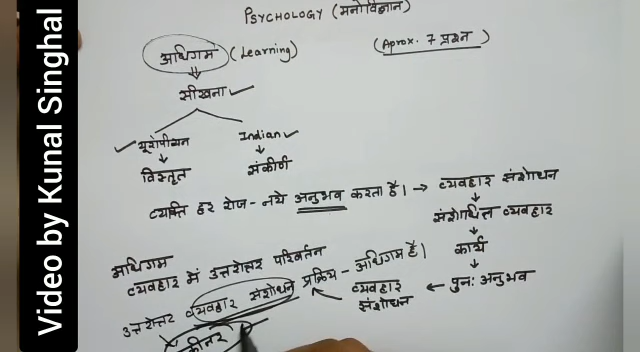 Video by Kunal Singhal
PSYCHOLOGY (मनोविज्ञान)
अधिगम (Learning)
(Aprox. 7 प्रश्न)
सीखना
यूरोपीयन
Indian
विस्तृत
संकीर्ण
व्यक्ति हर रोज - नये अनुभव करता है। → व्यवहार संशोधन
संशोधित व्यवहार
कार्य
पुनः अनुभव
व्यवहार संशोधन
अधिगम
व्यवहार में उत्तरोत्तर परिवर्तन
उत्तरोत्तर व्यवहार संशोधन प्रक्रिया - अधिगम है।